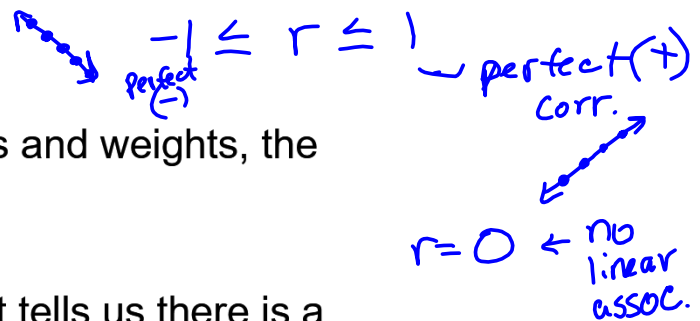 -1 ≤ r ≤ 1
perfect
(-)
perfect (+)
corr.
s and weights, the
r = 0 ← no
linear
assoc.
t tells us there is a